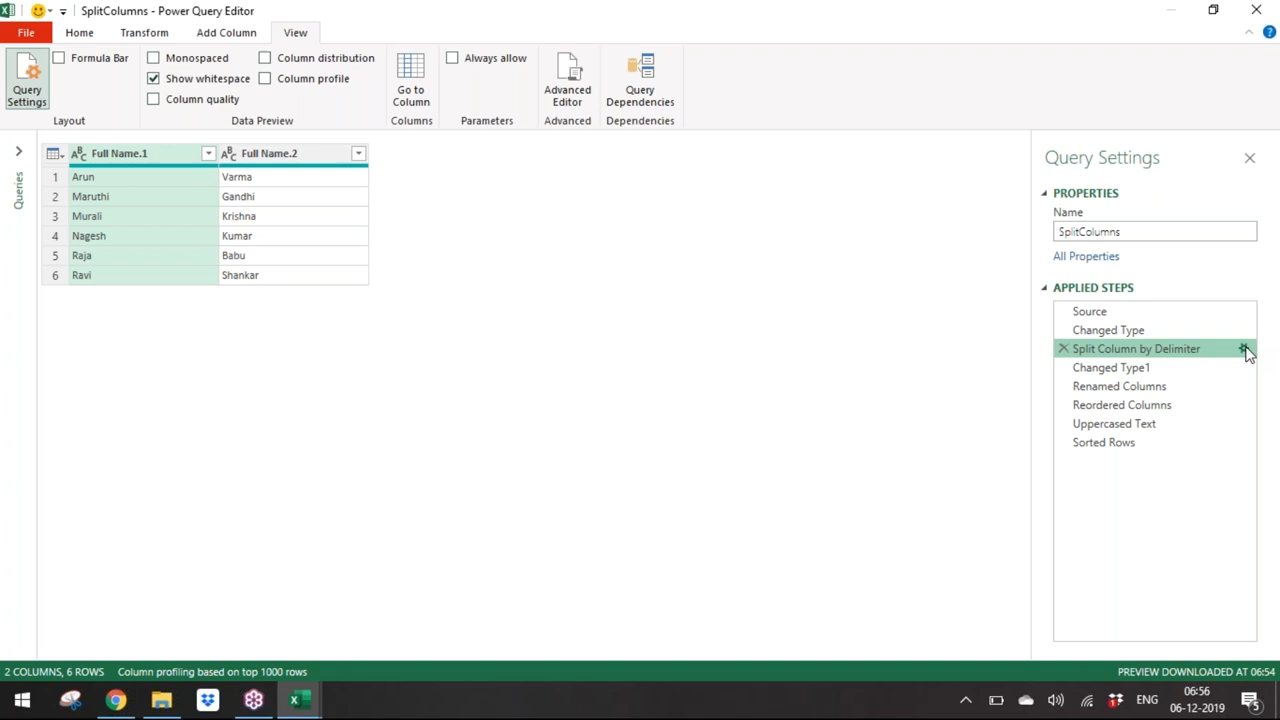 SplitColumns - Power Query Editor
File Home Transform Add Column View
Query Settings
Formula Bar
Layout
Monospaced
Show whitespace
Column quality
Column distribution
Column profile
Data Preview
Go to Column
Columns
Always allow
Parameters
Advanced Editor
Advanced
Query Dependencies
Dependencies
Queries
Full Name.1 Full Name.2
1 Arun Varma
2 Maruthi Gandhi
3 Murali Krishna
4 Nagesh Kumar
5 Raja Babu
6 Ravi Shankar
Query Settings
PROPERTIES
Name
SplitColumns
All Properties
APPLIED STEPS
Source
Changed Type
Split Column by Delimiter
Changed Type1
Renamed Columns
Reordered Columns
Uppercased Text
Sorted Rows
2 COLUMNS, 6 ROWS Column profiling based on top 1000 rows PREVIEW DOWNLOADED AT 06:54
ENG 06:56
06-12-2019
5